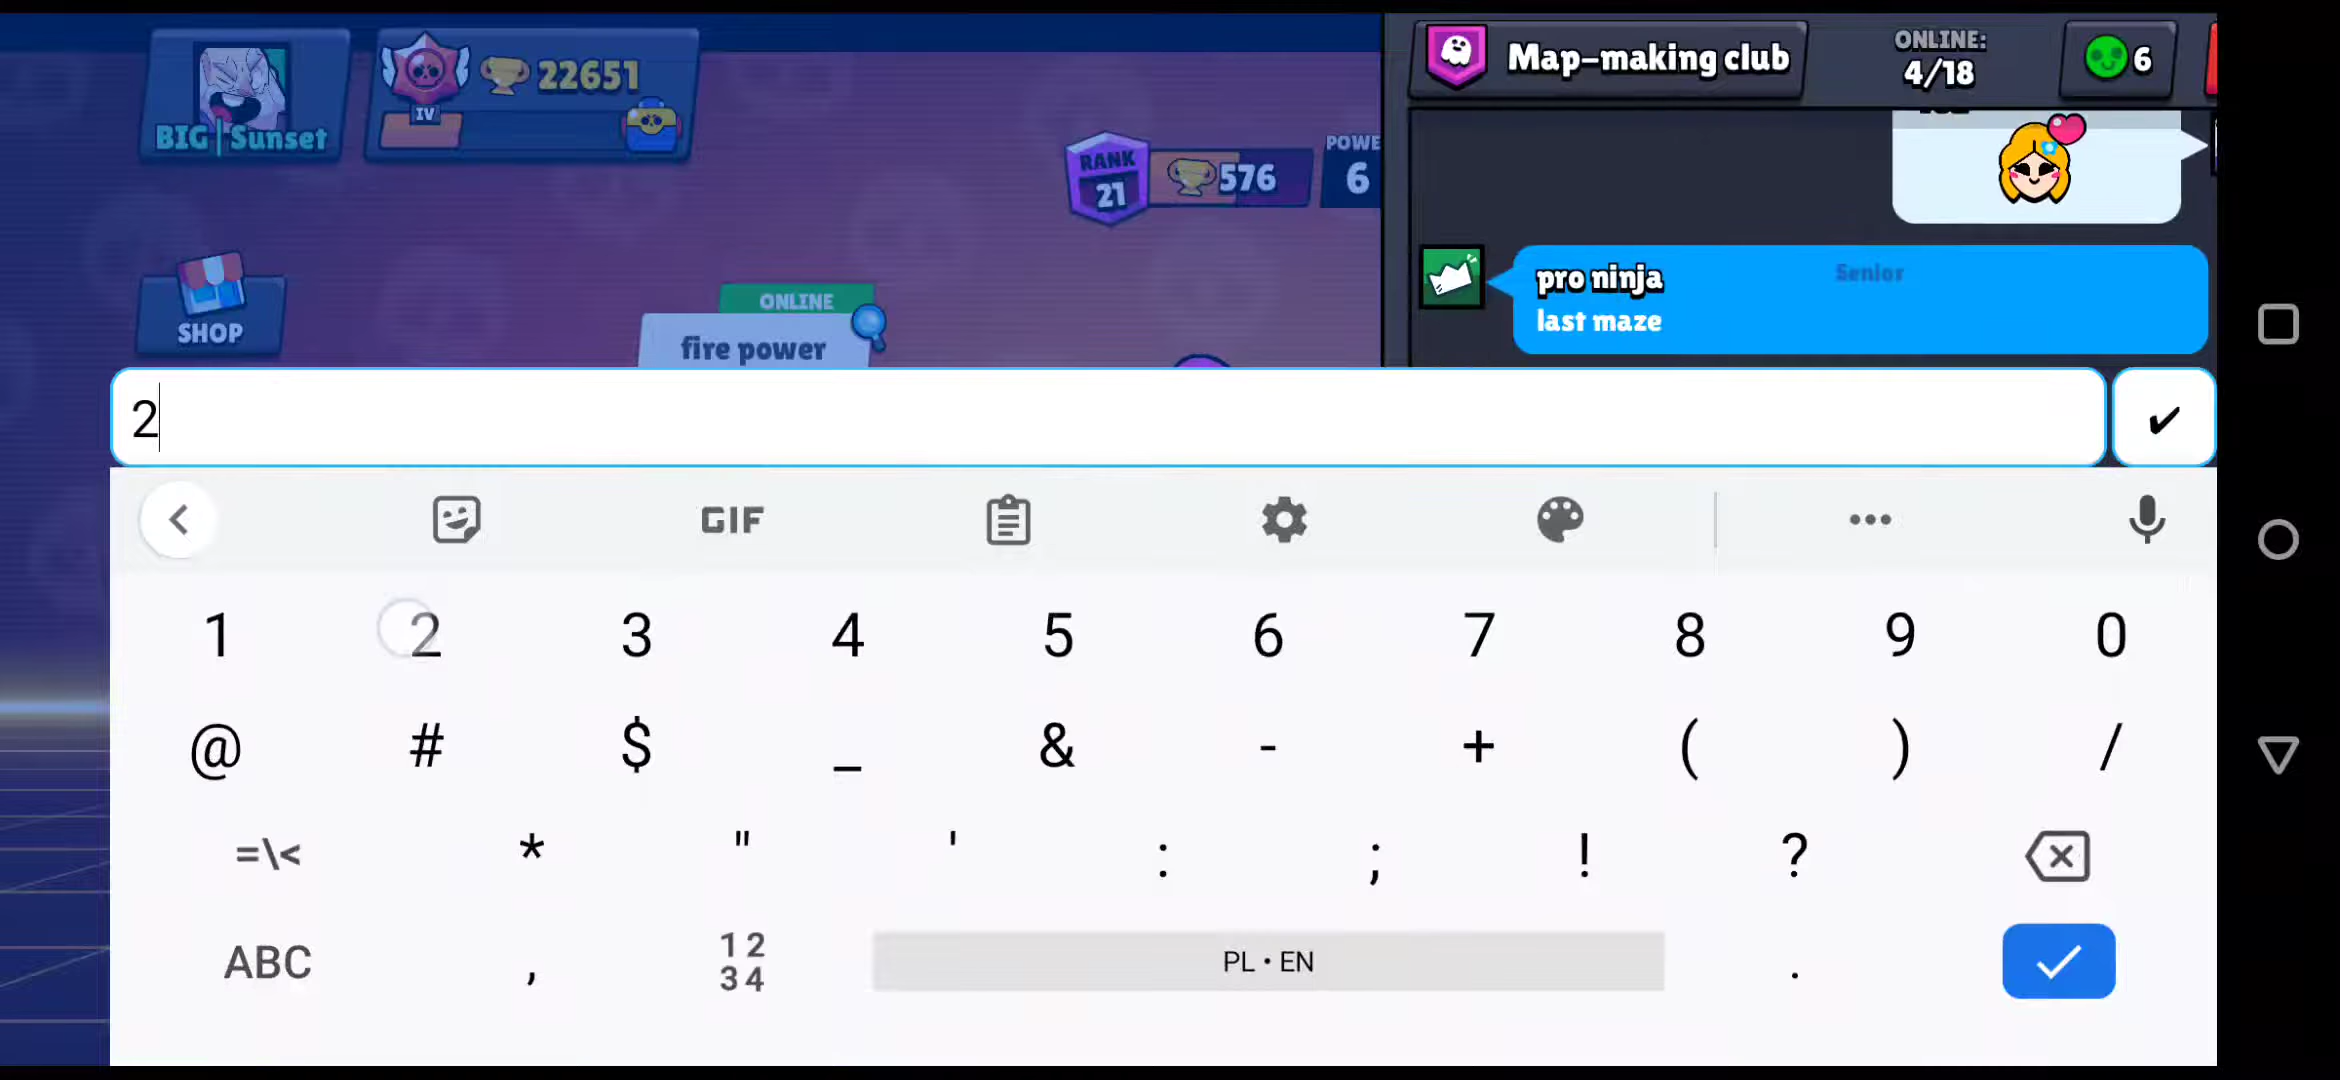 BIG|Sunset
IV
22651
RANK
21
576
POWE
6
SHOP
ONLINE
fire power
Map-making club
ONLINE:
4/18
6
pro ninja
Senior
last maze
2
✔
GIF
1 2 3 4 5 6 7 8 9 0
@ # $ _ & - + ( ) /
=\< * " ' : ; ! ?
ABC , 12 PL • EN .
34